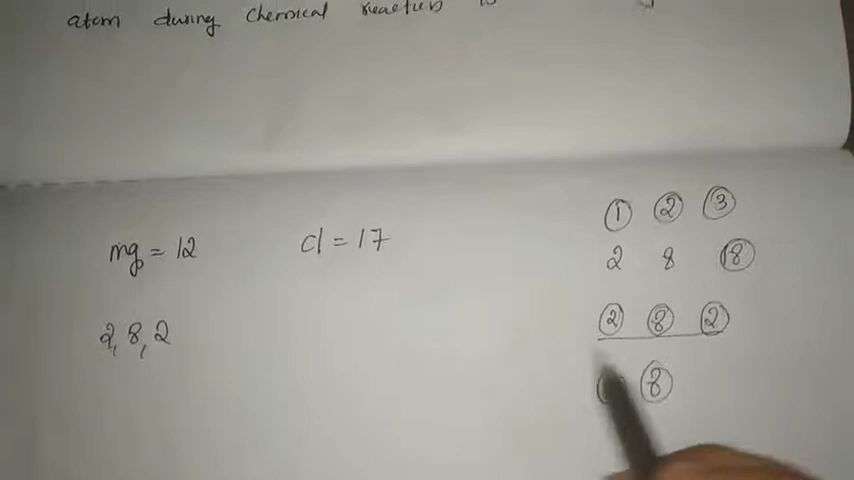 atom during chemical
mg = 12
cl = 17
① ② ③
2 8 ⑱
2, 8, 2
② ⑧ ②
⑧